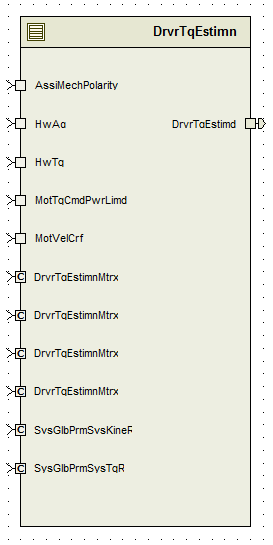 DrvrTqEstimn
AssiMechPolarity
HwAg
DrvrTqEstimd
HwTq
MotTqCmdPwrLimd
MotVelCrf
C DrvrTqEstimnMtrx
C DrvrTqEstimnMtrx
C DrvrTqEstimnMtrx
C DrvrTqEstimnMtrx
C SysGlbPrmSysKineR
C SysGlbPrmSysTqR